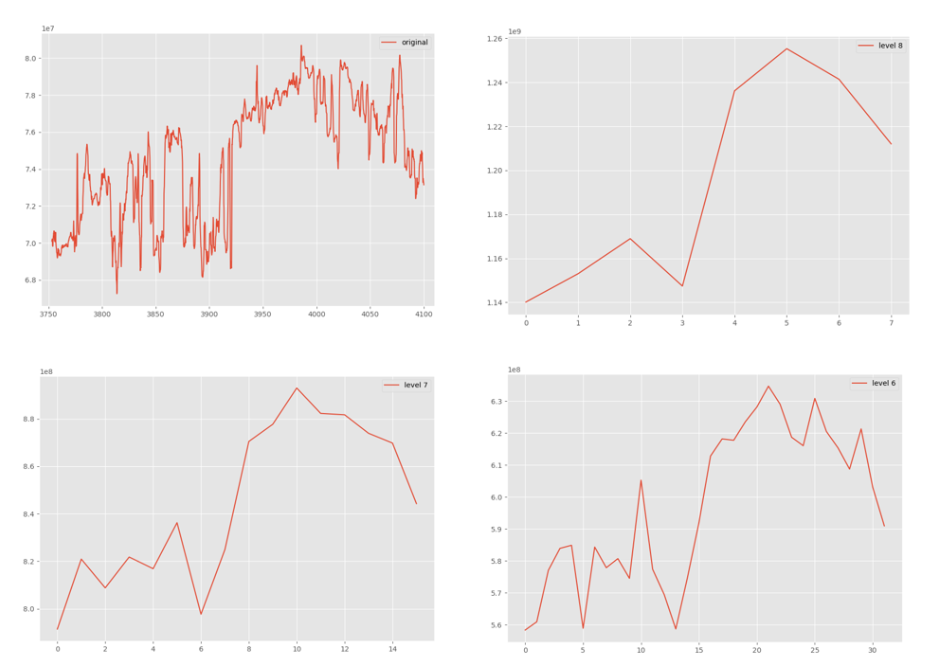 1e7
original
8.0
7.8
7.6
7.4
7.2
7.0
6.8
3750 3800 3850 3900 3950 4000 4050 4100
1e9
level 8
1.26
1.24
1.22
1.20
1.18
1.16
1.14
0 1 2 3 4 5 6 7
1e8
level 7
8.8
8.6
8.4
8.2
8.0
0 2 4 6 8 10 12 14
1e8
level 6
6.3
6.2
6.1
6.0
5.9
5.8
5.7
5.6
0 5 10 15 20 25 30